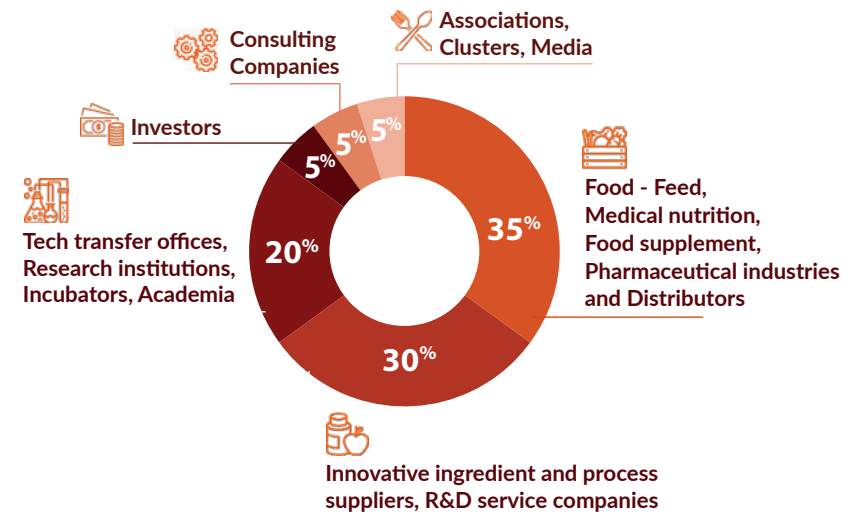 Associations,
Clusters, Media
Consulting
Companies
Investors
5%
5%
5%
Food - Feed,
Medical nutrition,
Food supplement,
Pharmaceutical industries
and Distributors
35%
Tech transfer offices,
Research institutions,
Incubators, Academia
20%
30%
Innovative ingredient and process
suppliers, R&D service companies